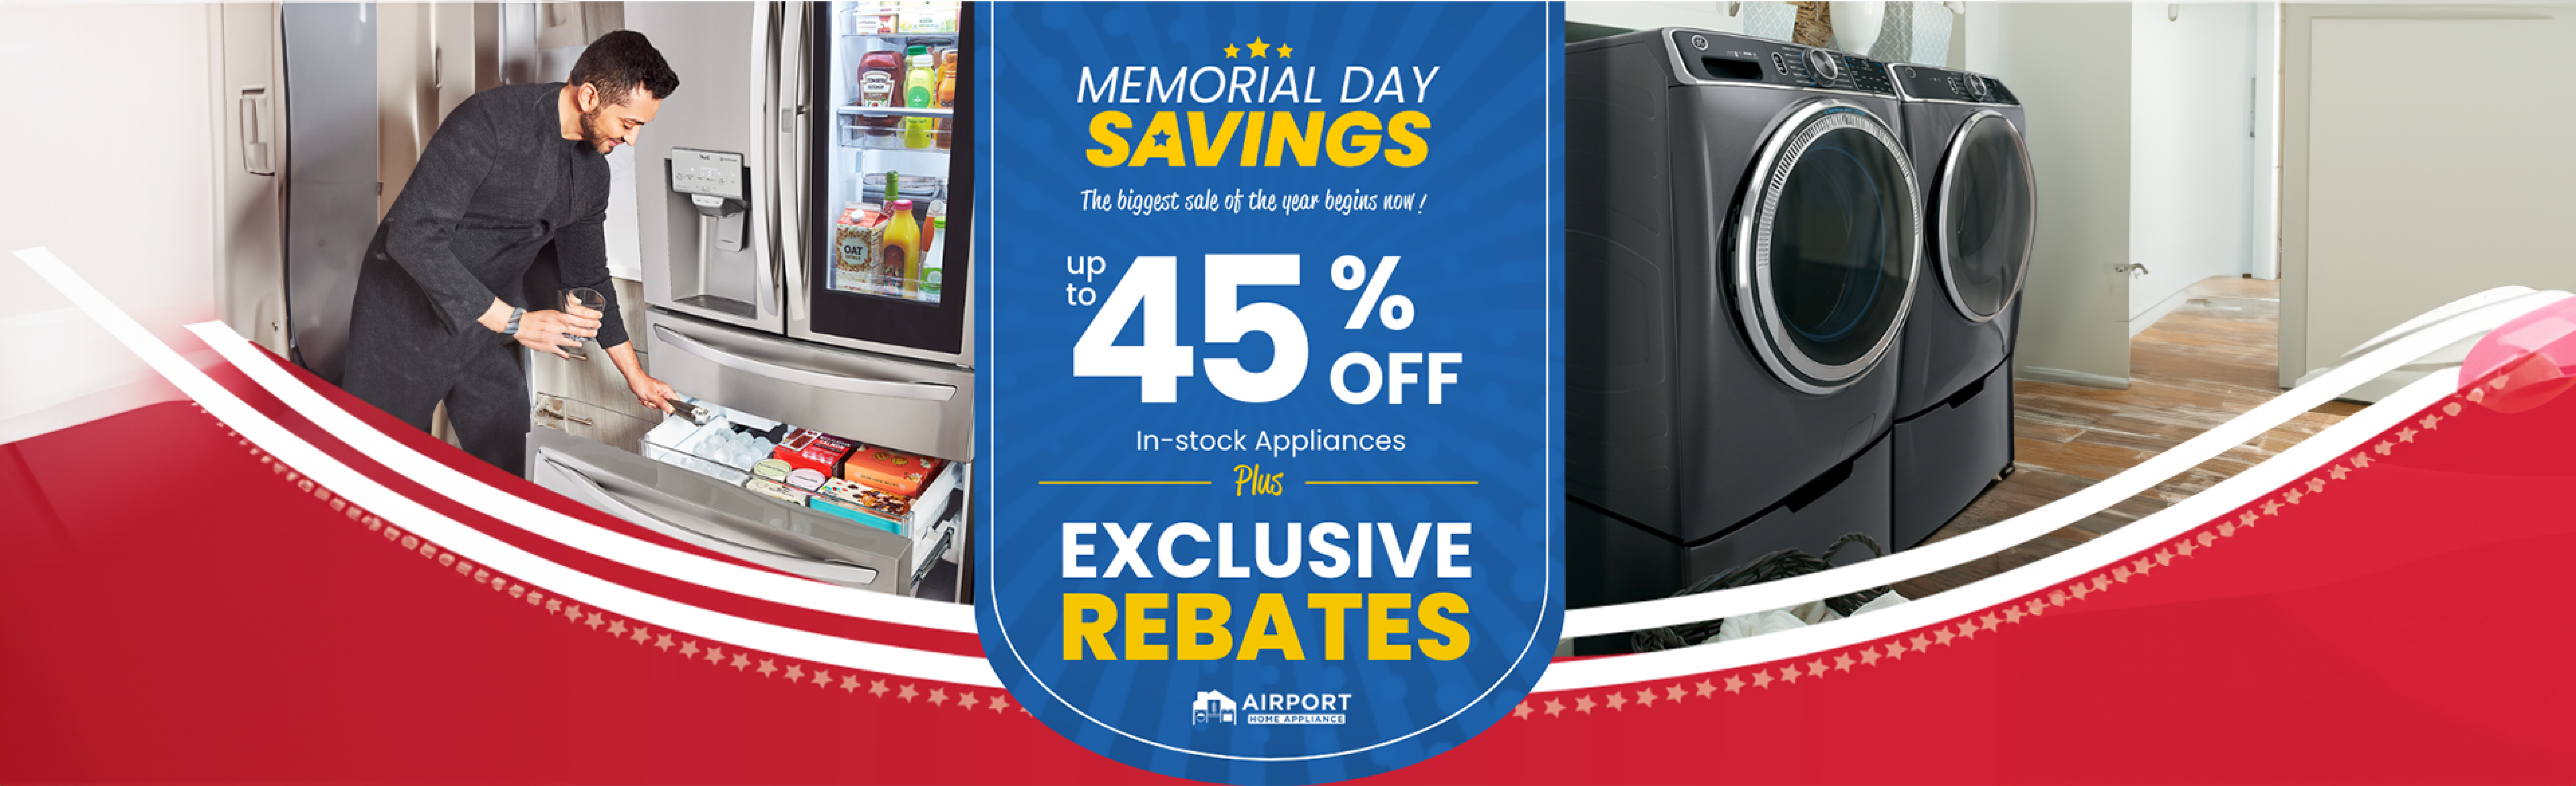 MEMORIAL DAY
SAVINGS
The biggest sale of the year begins now!
up
to
45%
OFF
In-stock Appliances
Plus
EXCLUSIVE
REBATES
AIRPORT
HOME APPLIANCE
OAT